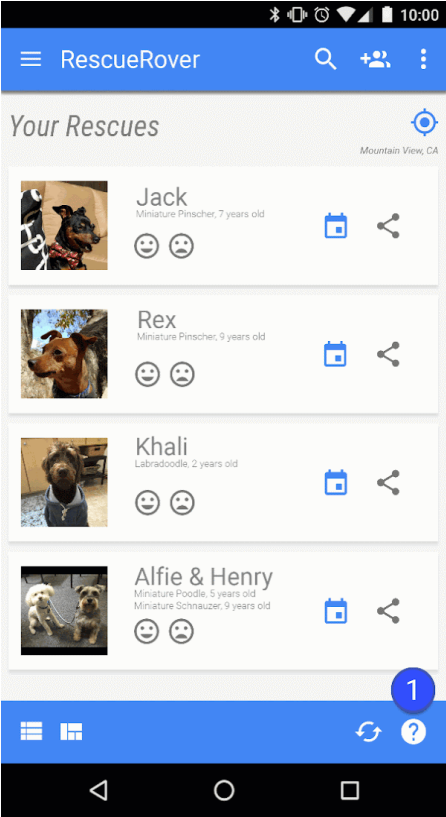 10:00
RescueRover
Your Rescues
Mountain View, CA
Jack
Miniature Pinscher, 7 years old
Rex
Miniature Pinscher, 9 years old
Khali
Labradoodle, 2 years old
Alfie & Henry
Miniature Poodle, 5 years old
Miniature Schnauzer, 9 years old
1
?